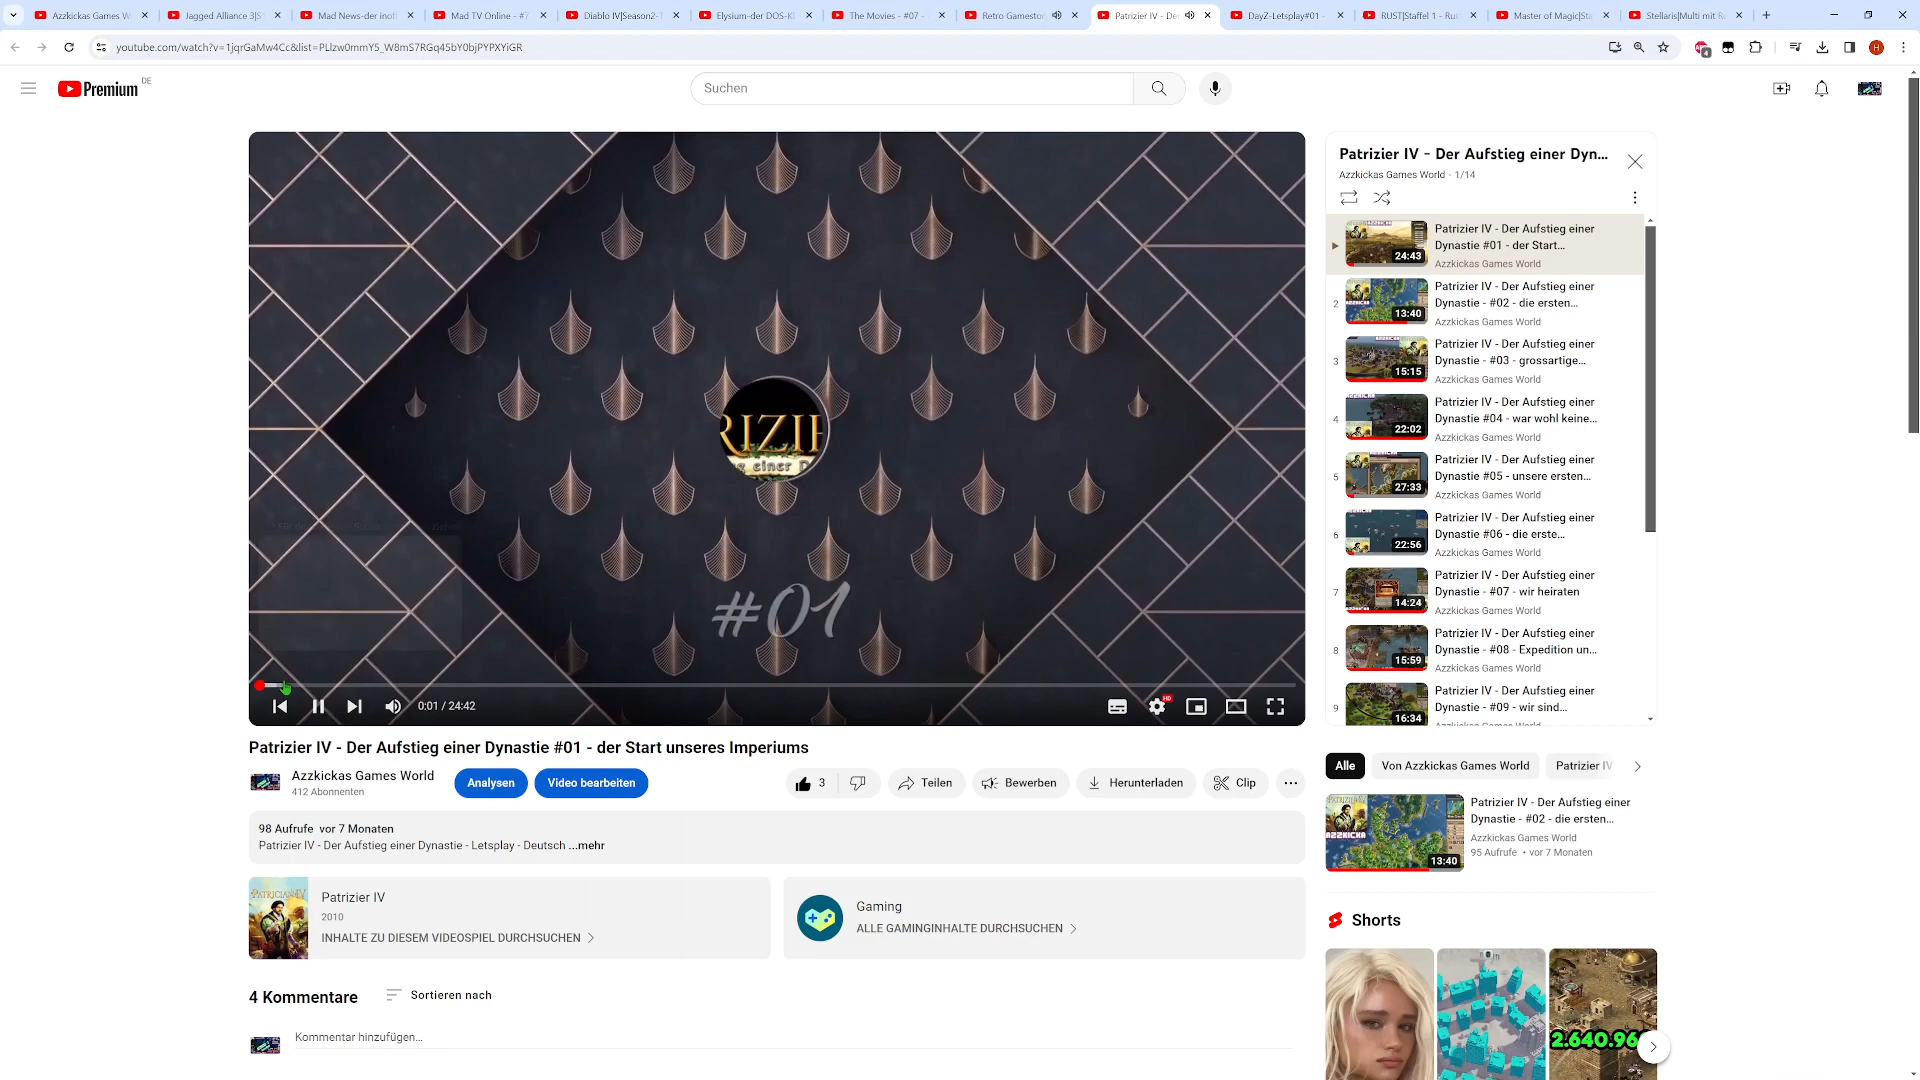 Azzkickas Games W
Jagged Alliance 3|S
Mad News-der inof
Mad TV Online - #7
Diablo IV|Season2-
Elysium-der DOS-K
The Movies - #07 -
Retro Gamestor
Patrizier IV - De
DayZ-Letsplay#01 -
RUST|Staffel 1 - Rus
Master of Magic|Sta
Stellaris|Multi mit R
youtube.com/watch?v=1jqrGaMw4Cc&list=PLlzw0mmY5_W8mS7RGq45bY0bjPYPXYiGR
4
H
Premium DE
Suchen
RIZIE
g einer D
#01
0:01 / 24:42
HD
Patrizier IV - Der Aufstieg einer Dyn...
Azzkickas Games World - 1/14
24:43
Patrizier IV - Der Aufstieg einer
Dynastie #01 - der Start...
Azzkickas Games World
2
13:40
Patrizier IV - Der Aufstieg einer
Dynastie - #02 - die ersten...
Azzkickas Games World
3
15:15
Patrizier IV - Der Aufstieg einer
Dynastie - #03 - grossartige...
Azzkickas Games World
4
22:02
Patrizier IV - Der Aufstieg einer
Dynastie #04 - war wohl keine...
Azzkickas Games World
5
27:33
Patrizier IV - Der Aufstieg einer
Dynastie #05 - unsere ersten...
Azzkickas Games World
6
22:56
Patrizier IV - Der Aufstieg einer
Dynastie #06 - die erste...
Azzkickas Games World
7
14:24
Patrizier IV - Der Aufstieg einer
Dynastie - #07 - wir heiraten
Azzkickas Games World
8
15:59
Patrizier IV - Der Aufstieg einer
Dynastie - #08 - Expedition un...
Azzkickas Games World
9
16:34
Patrizier IV - Der Aufstieg einer
Dynastie - #09 - wir sind...
Azzkickas Games World
Patrizier IV - Der Aufstieg einer Dynastie #01 - der Start unseres Imperiums
Azzkickas Games World
412 Abonnenten
Analysen
Video bearbeiten
3
Teilen
Bewerben
Herunterladen
Clip
98 Aufrufe vor 7 Monaten
Patrizier IV - Der Aufstieg einer Dynastie - Letsplay - Deutsch ...mehr
PATRICIAN IV
Patrizier IV
2010
INHALTE ZU DIESEM VIDEOSPIEL DURCHSUCHEN
Gaming
ALLE GAMINGINHALTE DURCHSUCHEN
4 Kommentare
Sortieren nach
Kommentar hinzufügen...
Alle
Von Azzkickas Games World
Patrizier IV
PATRIZIER IV
AZZKICKA
13:40
Patrizier IV - Der Aufstieg einer
Dynastie - #02 - die ersten...
Azzkickas Games World
95 Aufrufe • vor 7 Monaten
Shorts
2.640.96